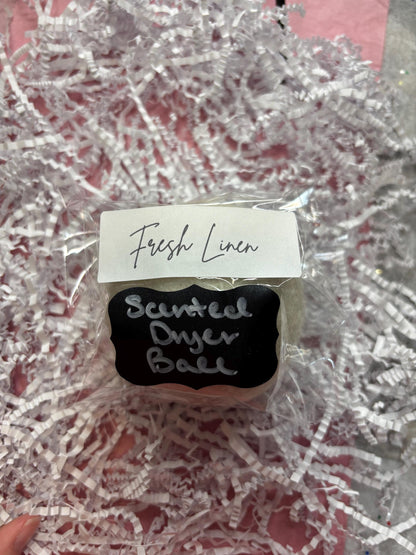 Fresh Linen
Scented
Dryer
Ball